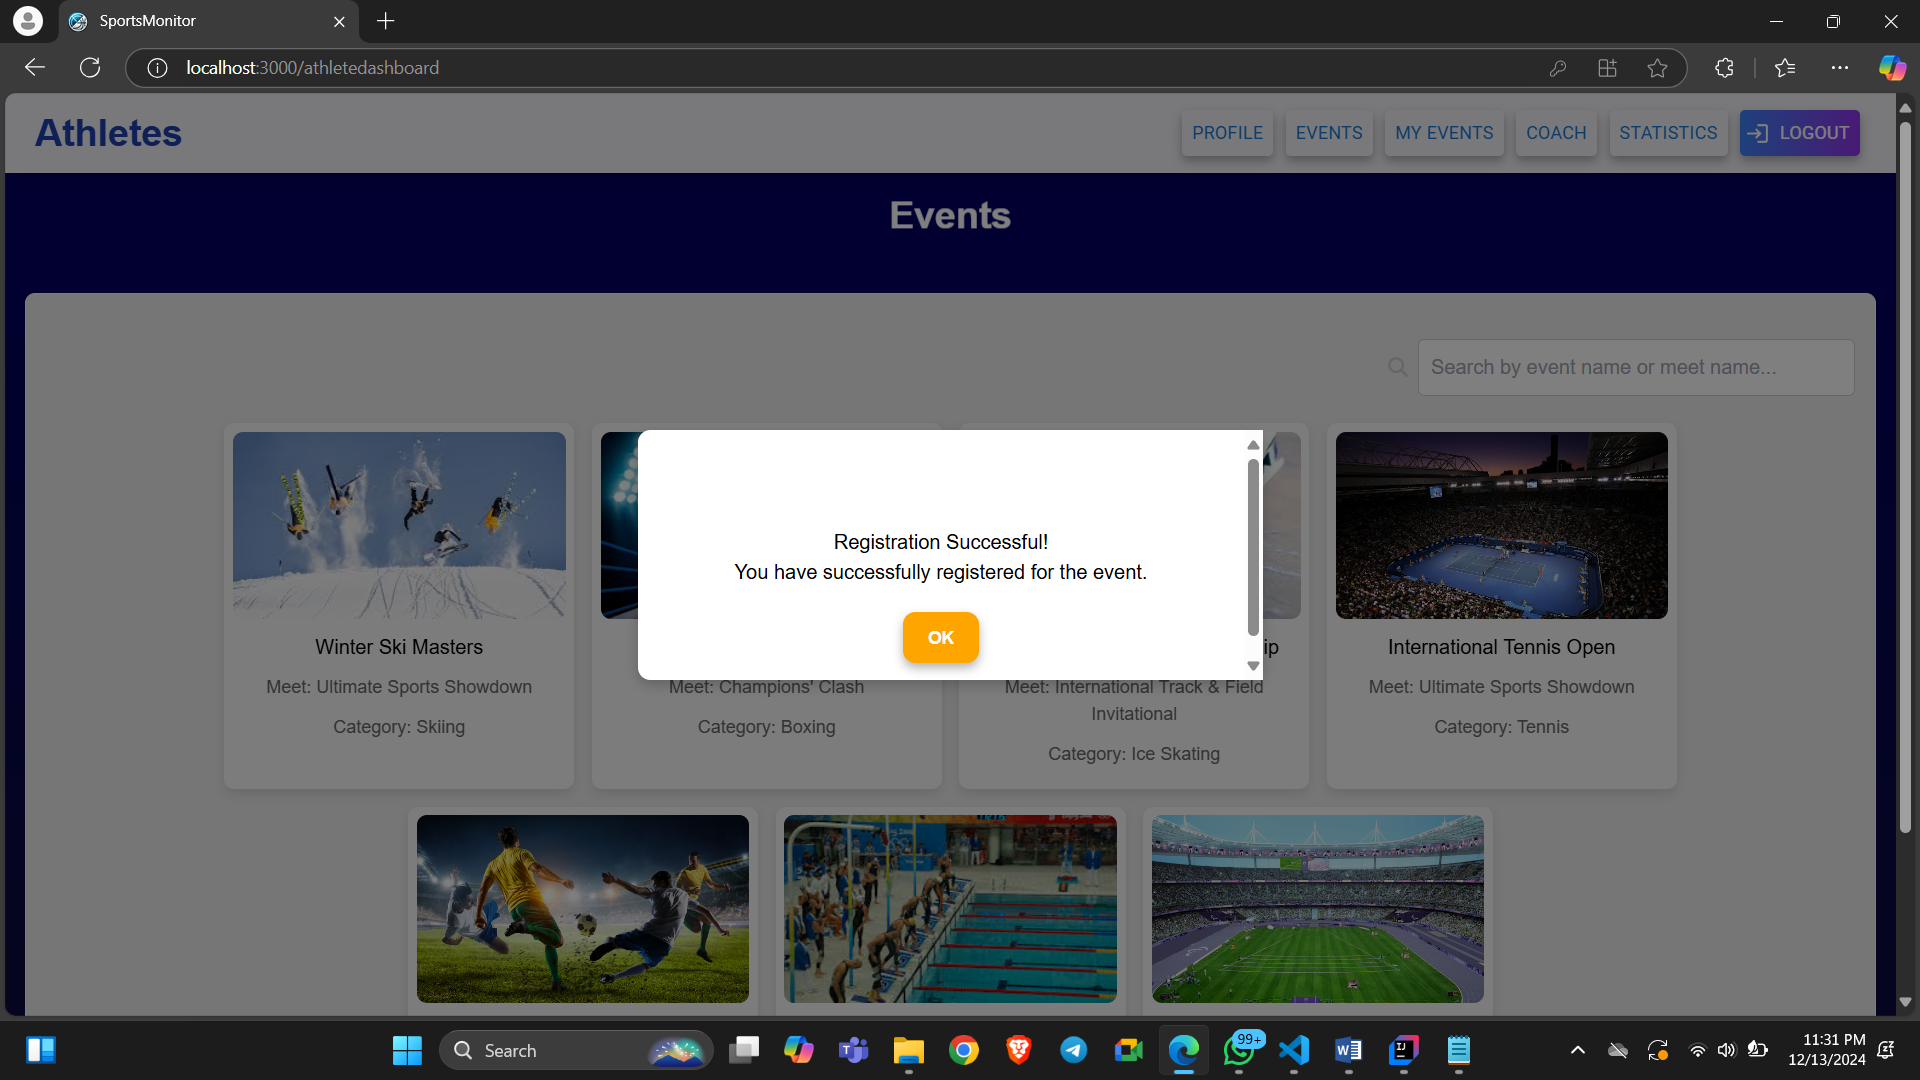 SportsMonitor
localhost:3000/athletedashboard
Athletes
PROFILE
EVENTS
MY EVENTS
COACH
STATISTICS
LOGOUT
Events
Search by event name or meet name...
Registration Successful!
You have successfully registered for the event.
OK
Winter Ski Masters
Meet: Ultimate Sports Showdown
Category: Skiing
Meet: Champions' Clash
Category: Boxing
ip
Meet: International Track & Field
Invitational
Category: Ice Skating
International Tennis Open
Meet: Ultimate Sports Showdown
Category: Tennis
Search
99+
11:31 PM
12/13/2024